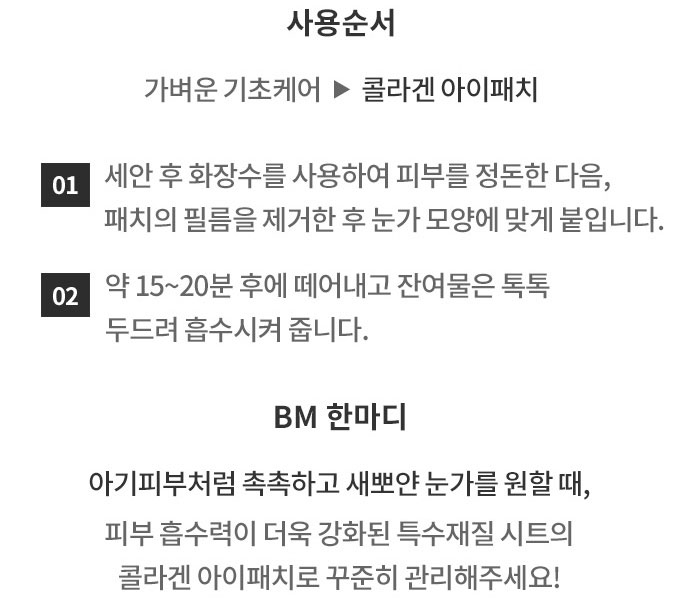 사용순서
가벼운 기초케어 ▶ 콜라겐 아이패치
01 세안 후 화장수를 사용하여 피부를 정돈한 다음,
패치의 필름을 제거한 후 눈가 모양에 맞게 붙입니다.
02 약 15~20분 후에 떼어내고 잔여물은 톡톡
두드려 흡수시켜 줍니다.
BM 한마디
아기피부처럼 촉촉하고 새뽀얀 눈가를 원할 때,
피부 흡수력이 더욱 강화된 특수재질 시트의
콜라겐 아이패치로 꾸준히 관리해주세요!